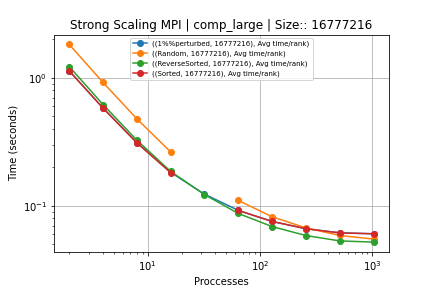 Strong Scaling MPI | comp_large | Size:: 16777216
((1%%perturbed, 16777216), Avg time/rank)
((Random, 16777216), Avg time/rank)
((ReverseSorted, 16777216), Avg time/rank)
((Sorted, 16777216), Avg time/rank)
Time (seconds)
10⁰
10⁻¹
10¹
10²
10³
Proccesses